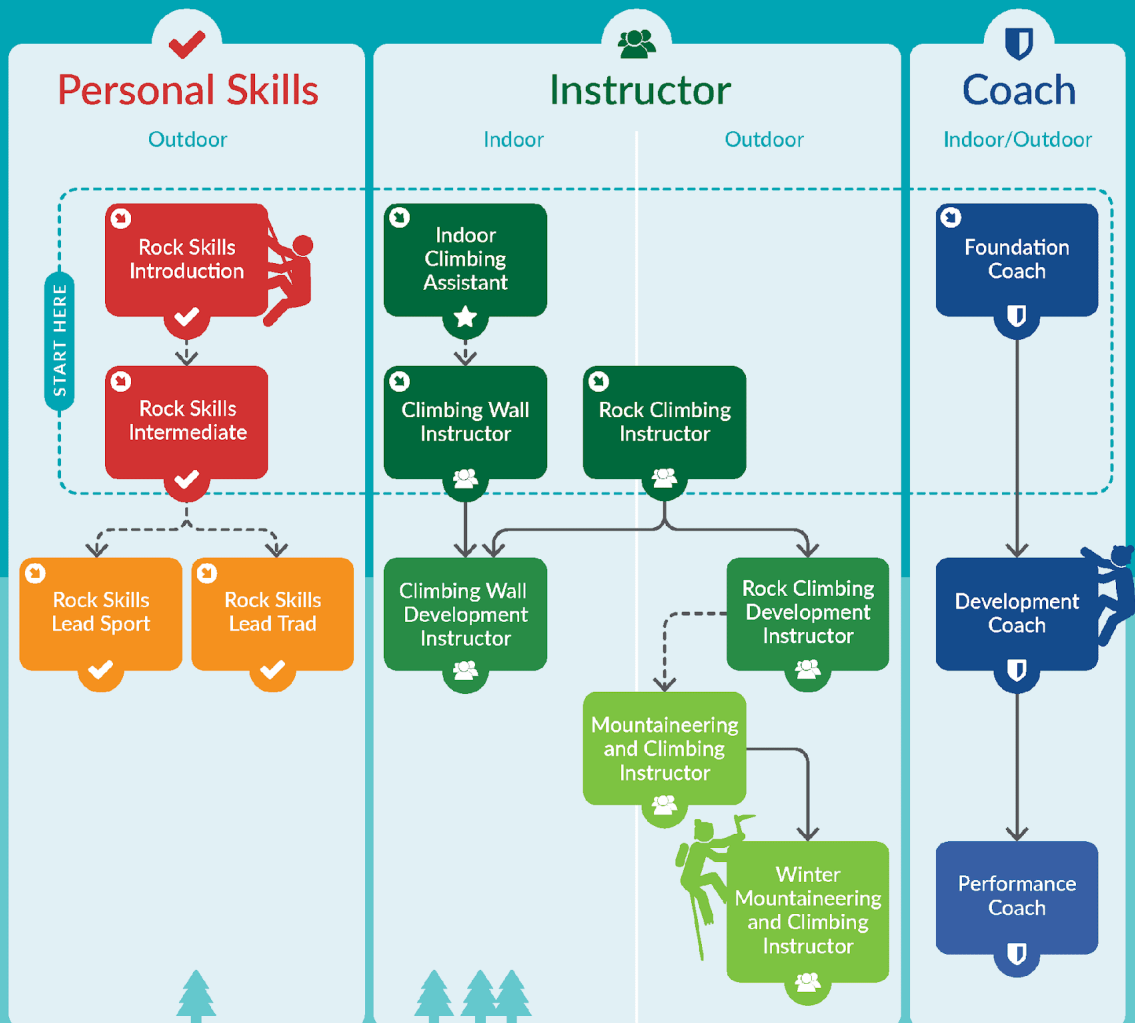 Personal Skills
Outdoor
Instructor
Indoor
Outdoor
Coach
Indoor/Outdoor
START HERE
Rock Skills
Introduction
Rock Skills
Intermediate
Rock Skills
Lead Sport
Rock Skills
Lead Trad
Indoor
Climbing
Assistant
Climbing Wall
Instructor
Rock Climbing
Instructor
Climbing Wall
Development
Instructor
Rock Climbing
Development
Instructor
Mountaineering
and Climbing
Instructor
Winter
Mountaineering
and Climbing
Instructor
Foundation
Coach
Development
Coach
Performance
Coach